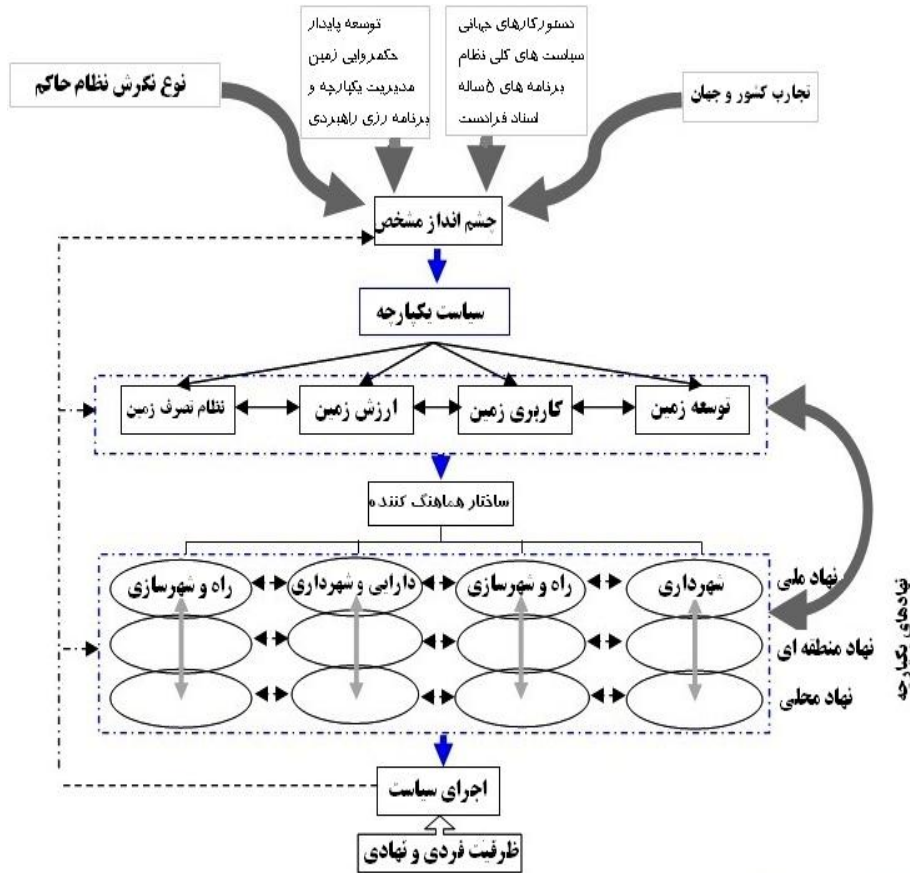 دستور کارهای جهانی
سیاست های کلی نظام
برنامه های ۵ساله
اسناد فرادست
توسعه پایدار
حکمروایی زمین
مدیریت یکپارچه و
برنامه رزی راهبردی
تجارب کشور و جهان
نوع نگرش نظام حاکم
چشم انداز مشخص
سیاست یکپارچه
توسعه زمین
کاربری زمین
ارزش زمین
نظام تصرف زمین
ساختار هماهنگ کننده
نهاد ملی
شهرداری
راه و شهرسازی
دارایی و شهرداری
راه و شهرسازی
نهاد منطقه ای
نهاد محلی
نهادهای یکپارچه
اجرای سیاست
ظرفیت فردی و نهادی